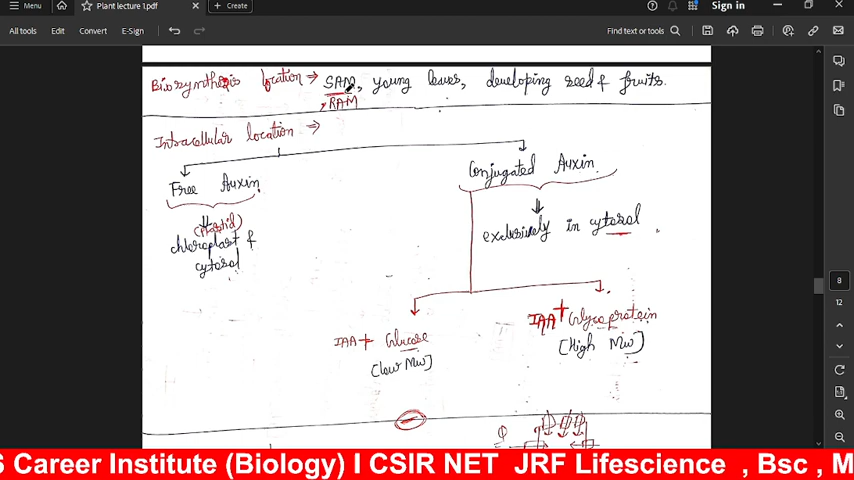 Menu
Plant lecture 1.pdf
Create
Sign in
All tools Edit Convert E-Sign
Find text or tools
Biosynthesis location → SAM, young leaves, developing seed & fruits.
, RAM
Intracellular location ⇒
Free Auxin
Conjugated Auxin
(Plastid)
chloroplast &
cytosol
exclusively in cytosol
IAA + Glucose
[Low Mw]
IAA + Glycoprotein
[High Mw]
8
12
S Career Institute (Biology) I CSIR NET JRF Lifescience , Bsc , M